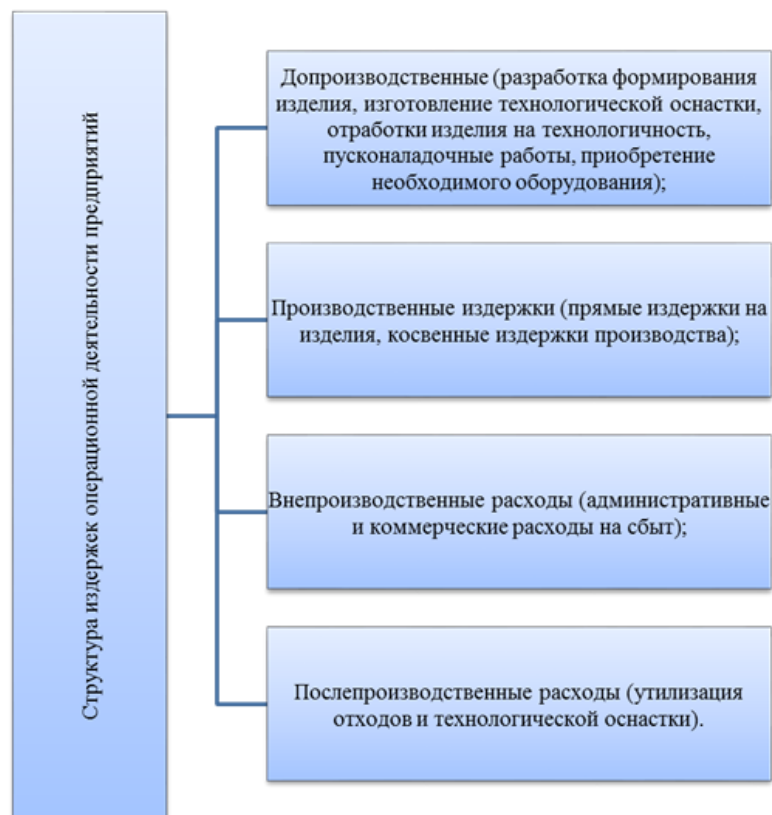 Структура издержек операционной деятельности предприятий
Допроизводственные (разработка формирования
изделия, изготовление технологической оснастки,
отработки изделия на технологичность,
пусконаладочные работы, приобретение
необходимого оборудования);
Производственные издержки (прямые издержки на
изделия, косвенные издержки производства);
Внепроизводственные расходы (административные
и коммерческие расходы на сбыт);
Послепроизводственные расходы (утилизация
отходов и технологической оснастки).